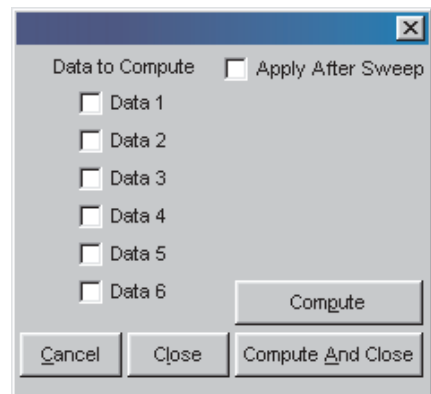 Data to Compute Apply After Sweep
Data 1
Data 2
Data 3
Data 4
Data 5
Data 6
Compute
Cancel Close Compute And Close